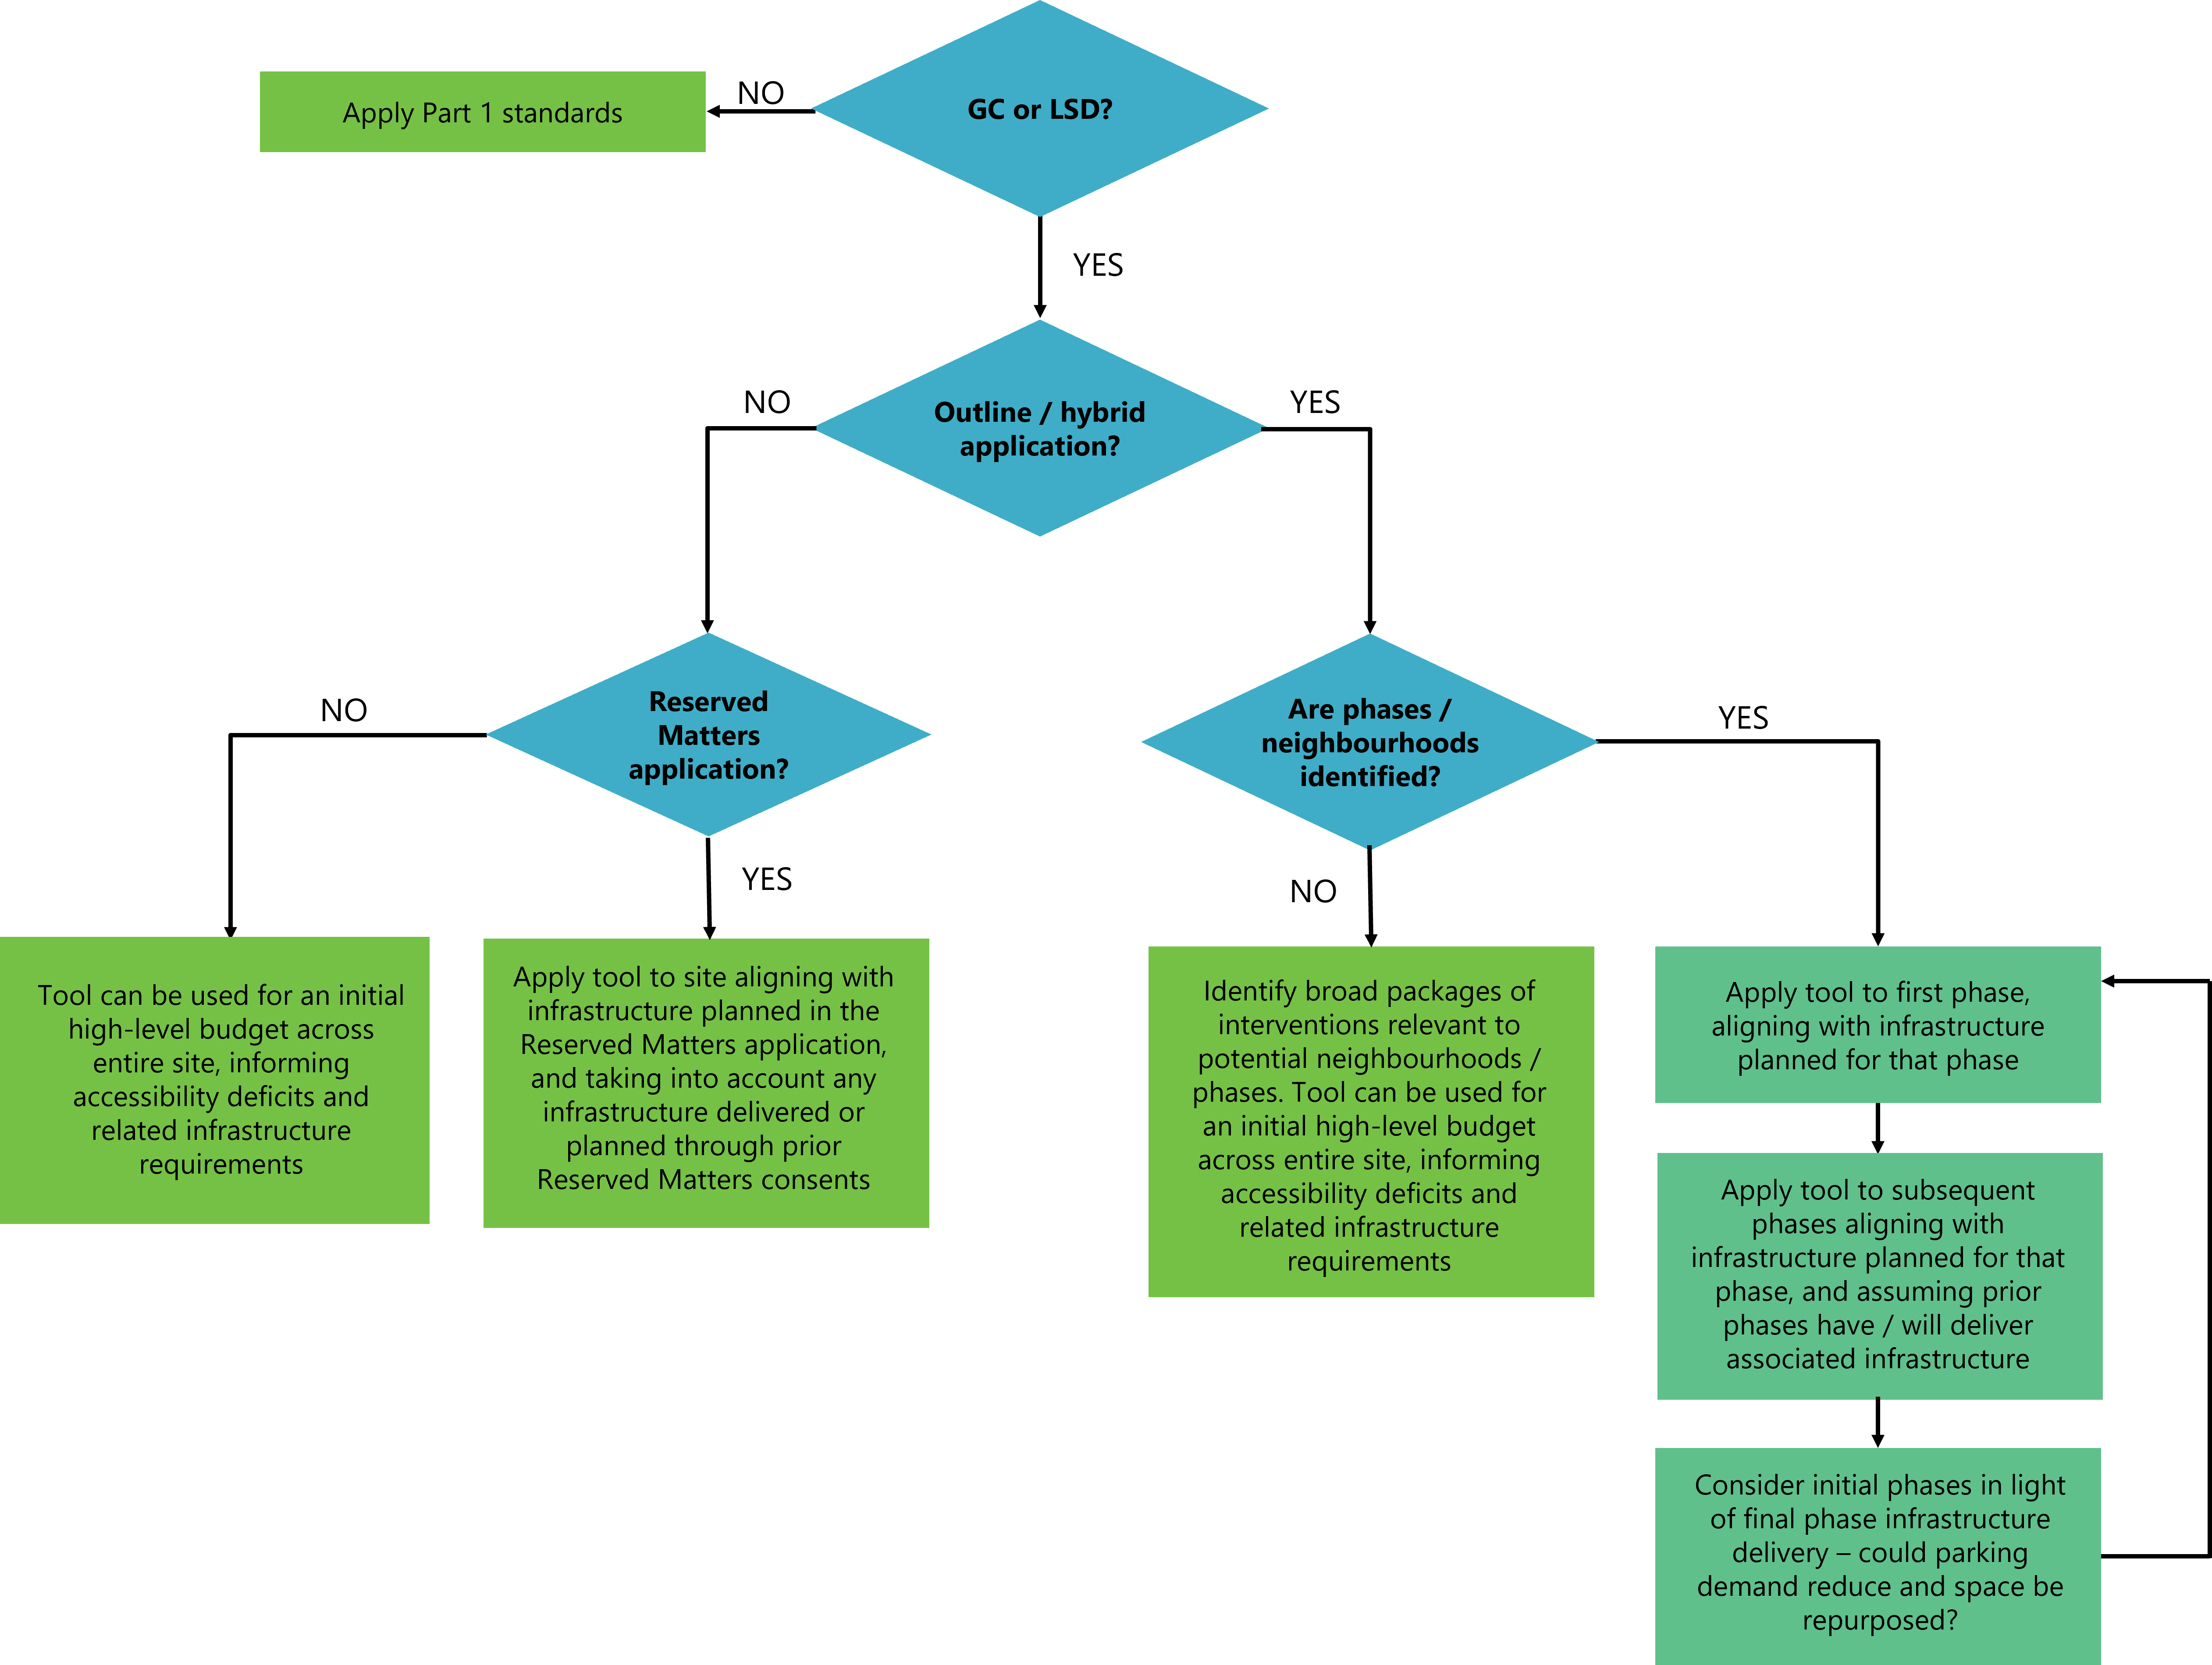 GC or LSD?
NO
Apply Part 1 standards
YES
Outline / hybrid
application?
NO
YES
Reserved
Matters
application?
NO
YES
Are phases /
neighbourhoods
identified?
YES
NO
Tool can be used for an initial
high-level budget across
entire site, informing
accessibility deficits and
related infrastructure
requirements
Apply tool to site aligning with
infrastructure planned in the
Reserved Matters application,
and taking into account any
infrastructure delivered or
planned through prior
Reserved Matters consents
Identify broad packages of
interventions relevant to
potential neighbourhoods /
phases. Tool can be used for
an initial high-level budget
across entire site, informing
accessibility deficits and
related infrastructure
requirements
Apply tool to first phase,
aligning with infrastructure
planned for that phase
Apply tool to subsequent
phases aligning with
infrastructure planned for that
phase, and assuming prior
phases have / will deliver
associated infrastructure
Consider initial phases in light
of final phase infrastructure
delivery – could parking
demand reduce and space be
repurposed?